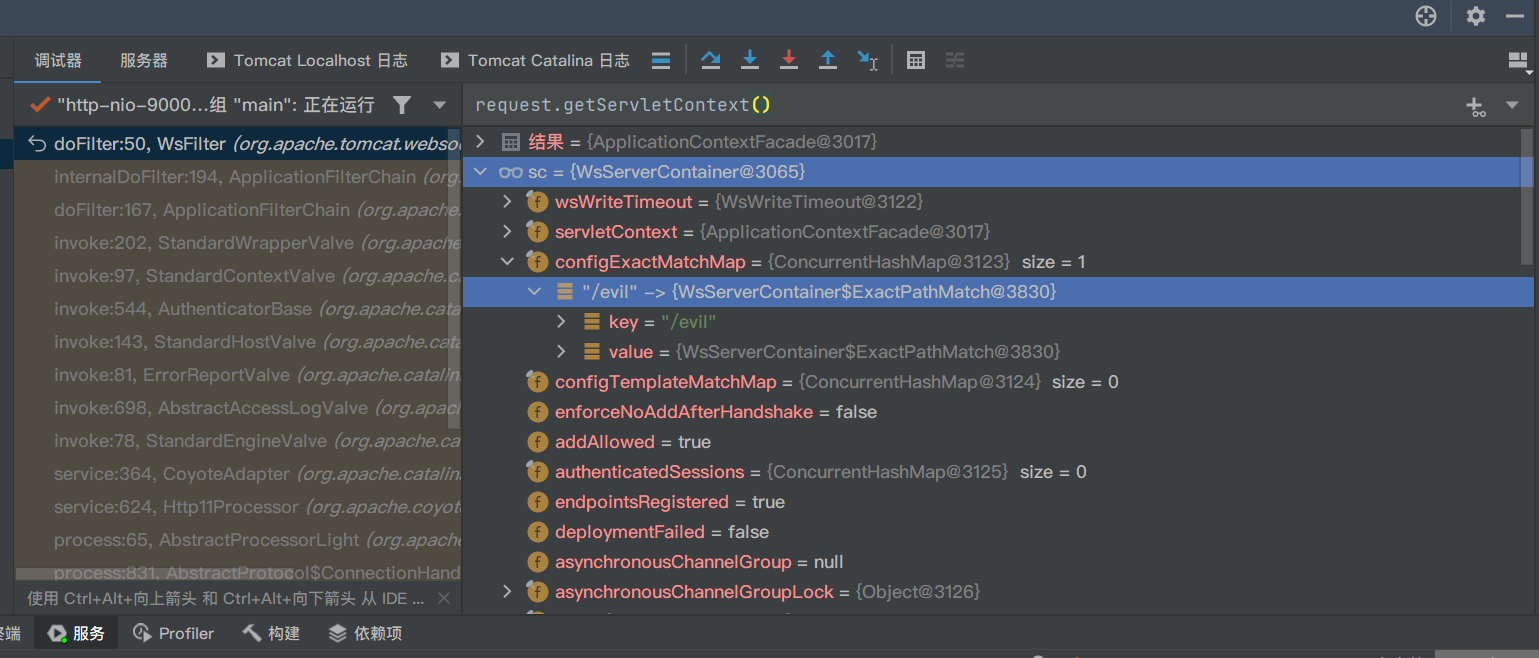 调试器 服务器 Tomcat Localhost 日志 Tomcat Catalina 日志
"http-nio-9000...组 "main": 正在运行
doFilter:50, WsFilter (org.apache.tomcat.webso
internalDoFilter:194, ApplicationFilterChain (org
doFilter:167, ApplicationFilterChain (org.apache.
invoke:202, StandardWrapperValve (org.apache
invoke:97, StandardContextValve (org.apache.c
invoke:544, AuthenticatorBase (org.apache.cata
invoke:143, StandardHostValve (org.apache.cat
invoke:81, ErrorReportValve (org.apache.catalin
invoke:698, AbstractAccessLogValve (org.apac
invoke:78, StandardEngineValve (org.apache.ca
service:364, CoyoteAdapter (org.apache.catalin
service:624, Http11Processor (org.apache.coyot
process:65, AbstractProcessorLight (org.apache
process:831, AbstractProtocol$ConnectionHand
使用 Ctrl+Alt+向上箭头 和 Ctrl+Alt+向下箭头 从 IDE ...
request.getServletContext()
结果 = {ApplicationContextFacade@3017}
sc = {WsServerContainer@3065}
wsWriteTimeout = {WsWriteTimeout@3122}
servletContext = {ApplicationContextFacade@3017}
configExactMatchMap = {ConcurrentHashMap@3123} size = 1
"/evil" -> {WsServerContainer$ExactPathMatch@3830}
key = "/evil"
value = {WsServerContainer$ExactPathMatch@3830}
configTemplateMatchMap = {ConcurrentHashMap@3124} size = 0
enforceNoAddAfterHandshake = false
addAllowed = true
authenticatedSessions = {ConcurrentHashMap@3125} size = 0
endpointsRegistered = true
deploymentFailed = false
asynchronousChannelGroup = null
asynchronousChannelGroupLock = {Object@3126}
端 服务 Profiler 构建 依赖项